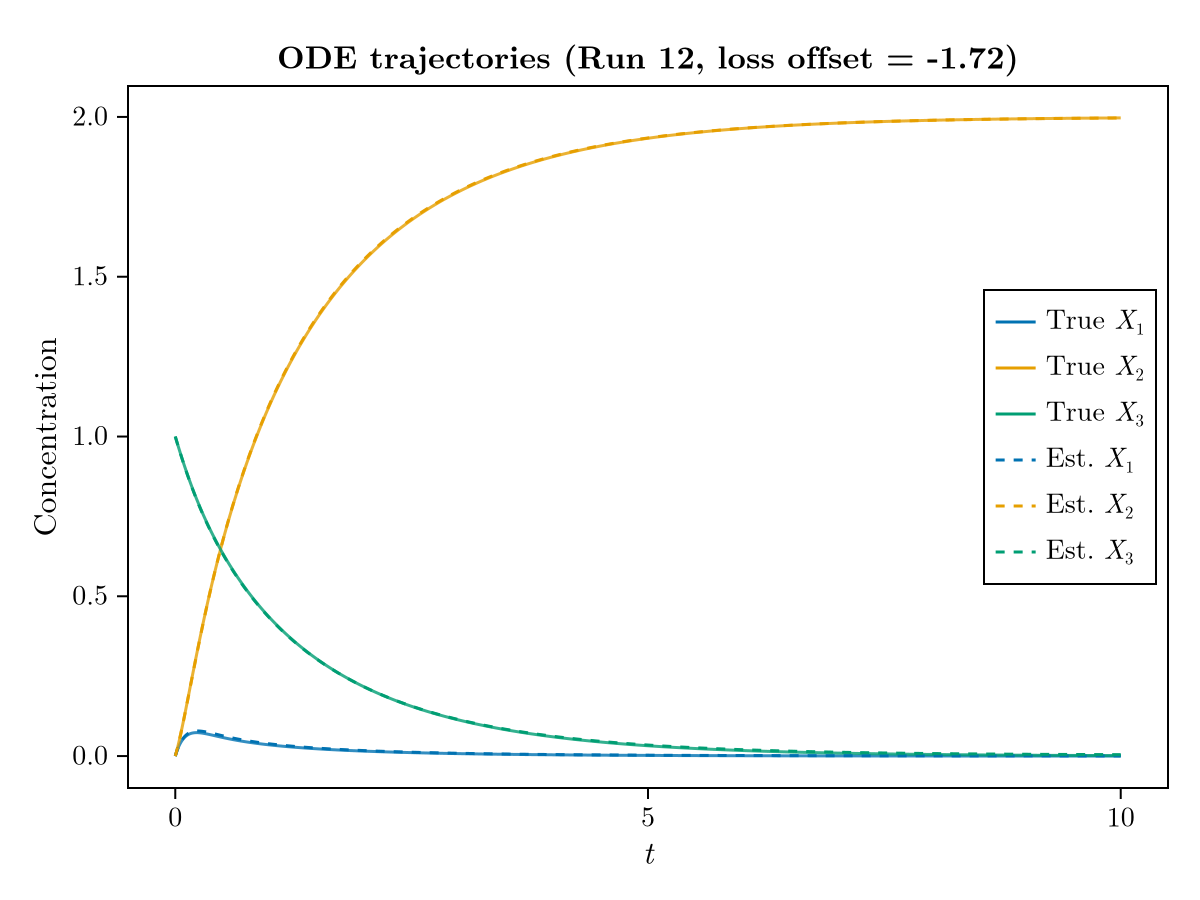 ODE trajectories (Run 12, loss offset = -1.72)
2.0
1.5
1.0
0.5
0.0
Concentration
0
5
10
t
True X₁
True X₂
True X₃
Est. X₁
Est. X₂
Est. X₃